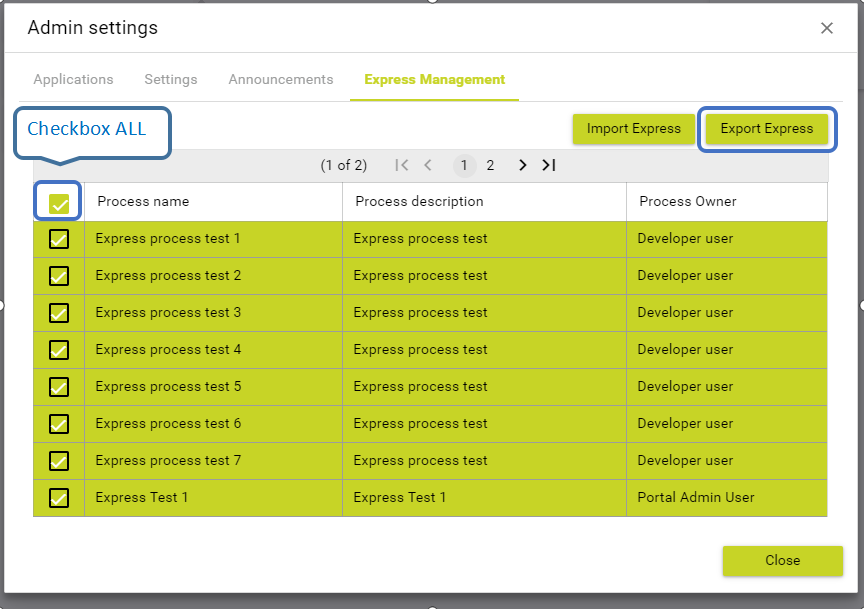 Admin settings
Applications Settings Announcements Express Management
Checkbox ALL
Import Express Export Express
(1 of 2) 1 2
Process name Process description Process Owner
Express process test 1 Express process test Developer user
Express process test 2 Express process test Developer user
Express process test 3 Express process test Developer user
Express process test 4 Express process test Developer user
Express process test 5 Express process test Developer user
Express process test 6 Express process test Developer user
Express process test 7 Express process test Developer user
Express Test 1 Express Test 1 Portal Admin User
Close